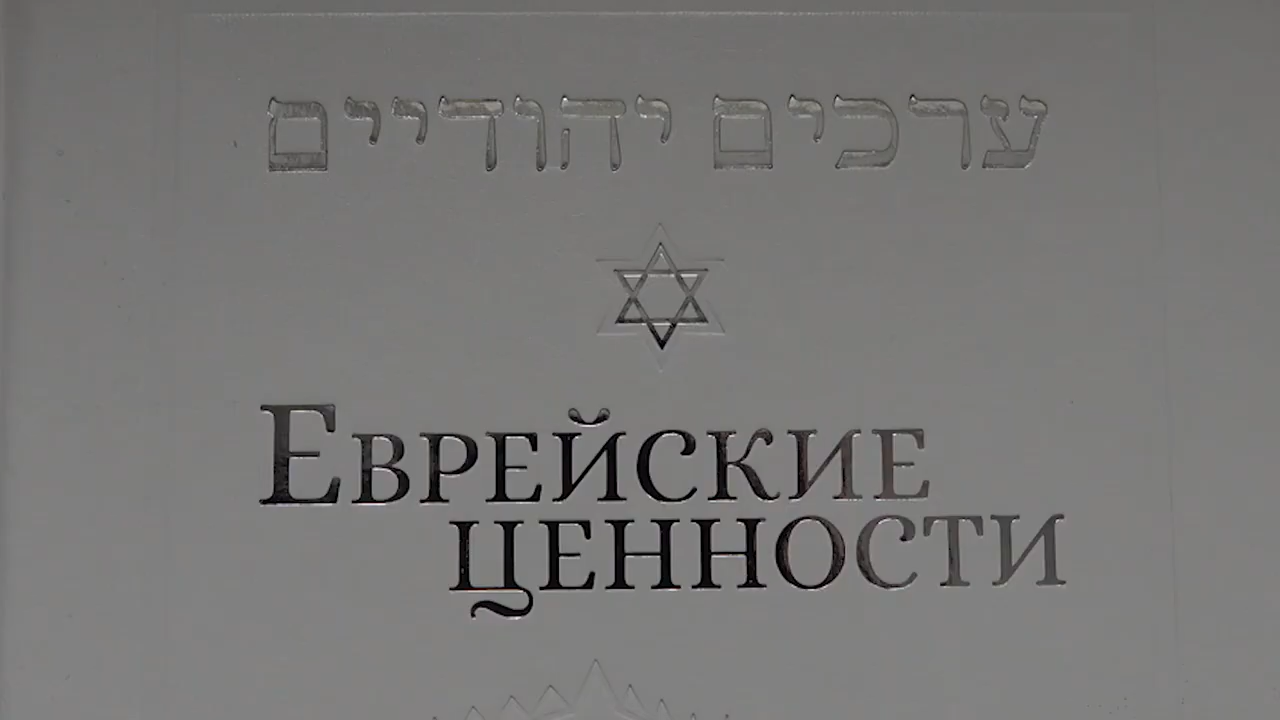 ערכים יהודיים
Еврейские
ценности